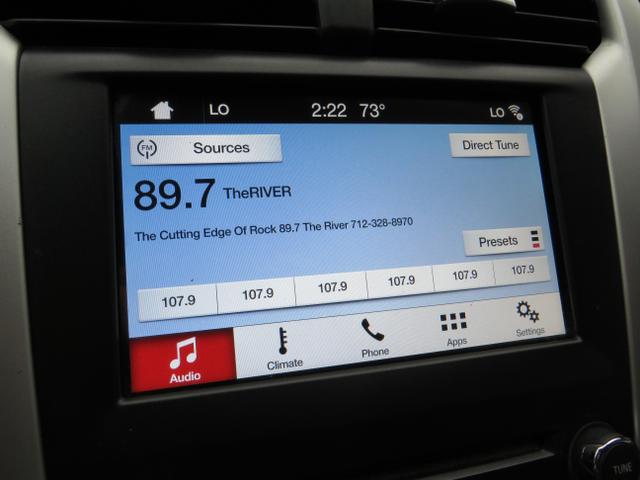 LO 2:22 73° LO
FM Sources Direct Tune
89.7 TheRIVER
The Cutting Edge Of Rock 89.7 The River 712-328-8970
Presets
107.9 107.9 107.9 107.9 107.9 107.9
Audio Climate Phone Apps Settings
TUNE